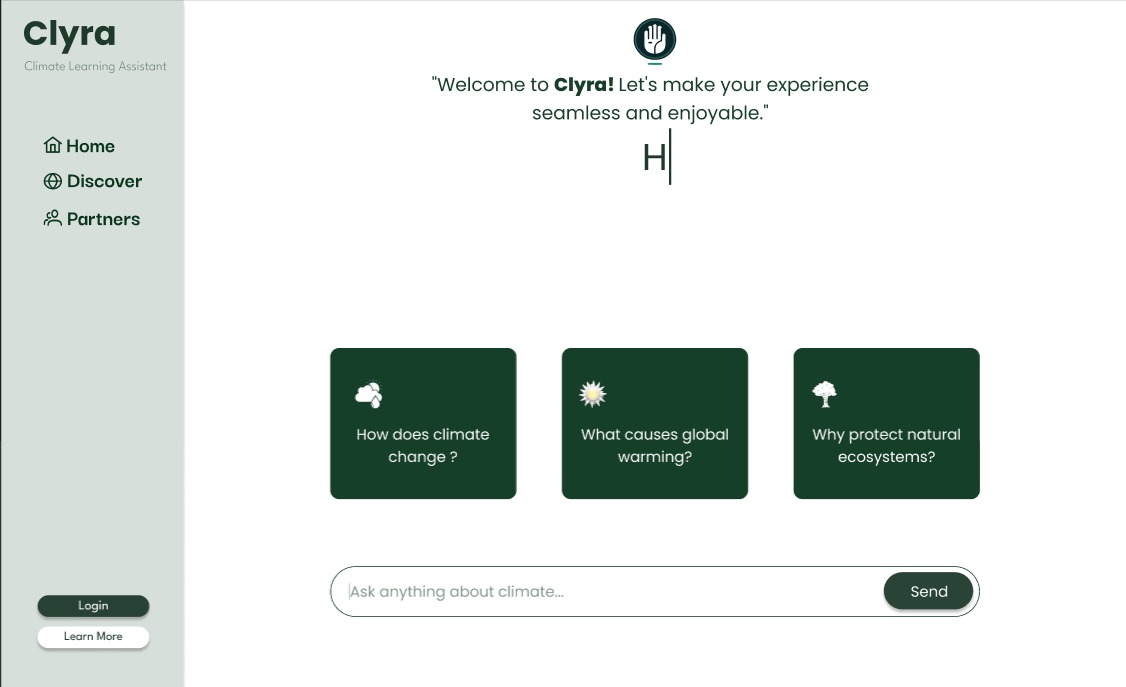 Clyra
Climate Learning Assistant
Home
Discover
Partners
Login
Learn More
"Welcome to Clyra! Let's make your experience
seamless and enjoyable."
H
How does climate
change ?
What causes global
warming?
Why protect natural
ecosystems?
Ask anything about climate...
Send